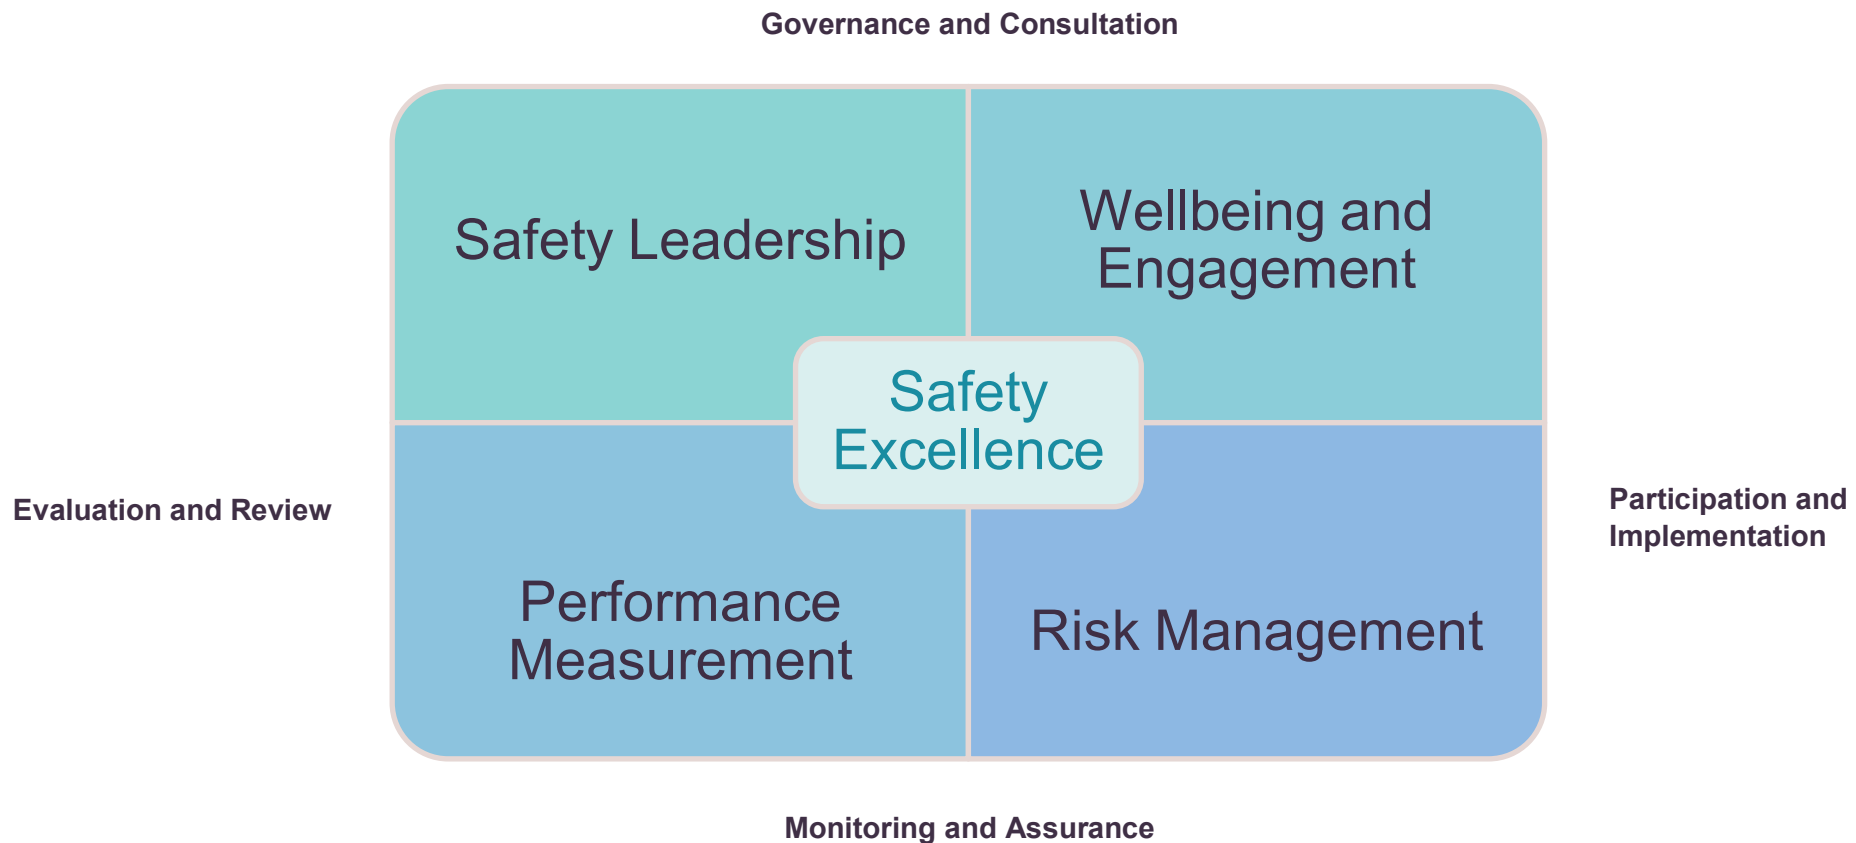 Governance and Consultation
Safety Leadership
Wellbeing and
Engagement
Safety
Excellence
Evaluation and Review
Participation and
Implementation
Performance
Measurement
Risk Management
Monitoring and Assurance